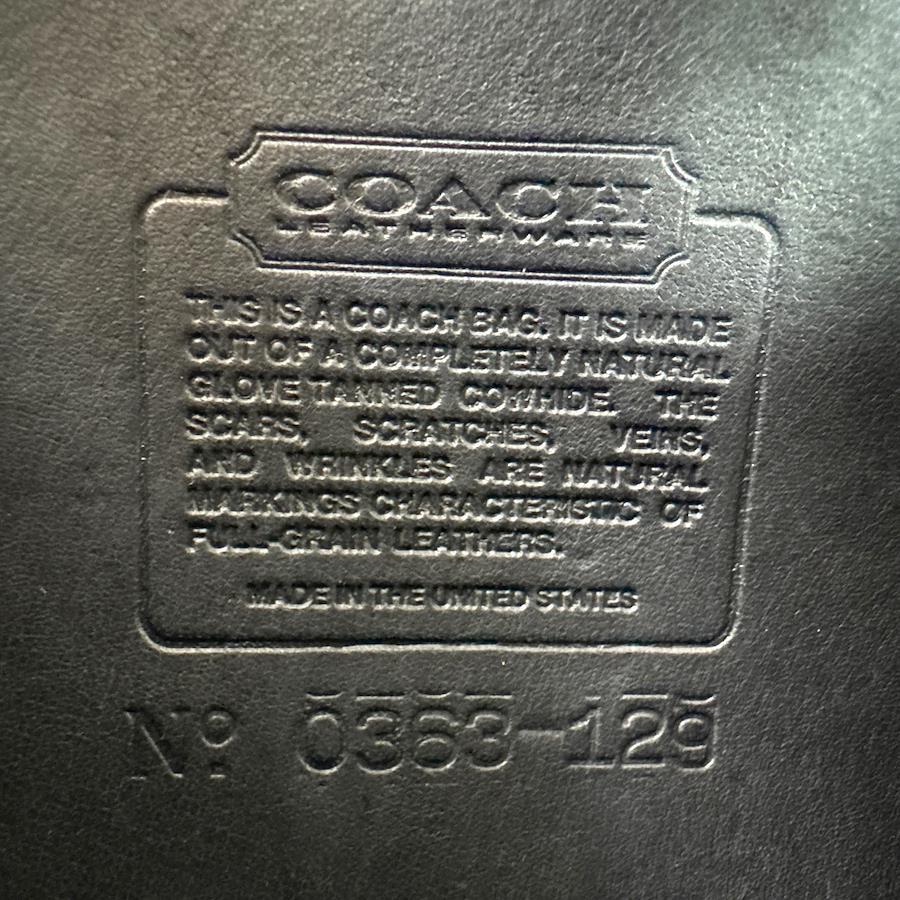 COACH
LEATHERWARE
THIS IS A COACH BAG. IT IS MADE
OUT OF A COMPLETELY NATURAL
GLOVE TANNED COWHIDE. THE
SCARS, SCRATCHES, VEINS,
AND WRINKLES ARE NATURAL
MARKINGS CHARACTERISTIC OF
FULL-GRAIN LEATHERS.
MADE IN THE UNITED STATES
Nº 0363-129